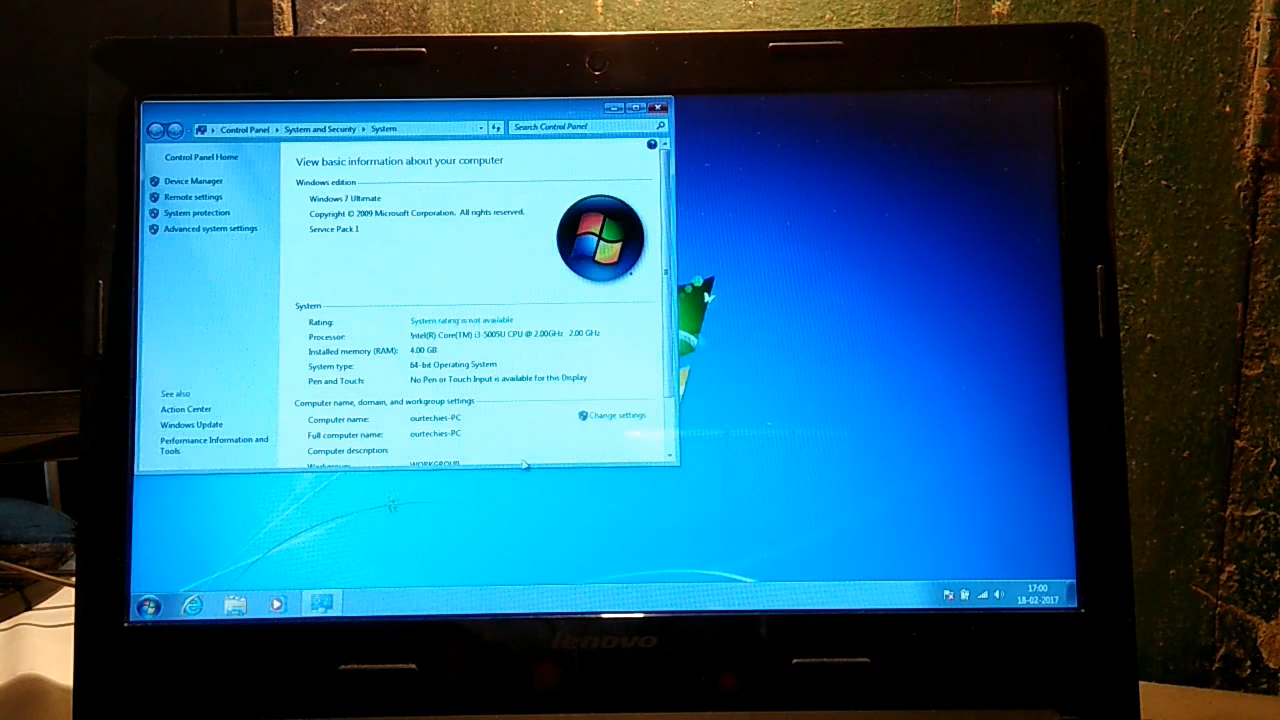 Control Panel ▸ System and Security ▸ System
Search Control Panel
Control Panel Home
Device Manager
Remote settings
System protection
Advanced system settings
See also
Action Center
Windows Update
Performance Information and
Tools
View basic information about your computer
Windows edition
Windows 7 Ultimate
Copyright © 2009 Microsoft Corporation. All rights reserved.
Service Pack 1
System
Rating: System rating is not available
Processor: Intel(R) Core(TM) i3-5005U CPU @ 2.00GHz 2.00 GHz
Installed memory (RAM): 4.00 GB
System type: 64-bit Operating System
Pen and Touch: No Pen or Touch Input is available for this Display
Computer name, domain, and workgroup settings
Computer name: ourtechies-PC
Change settings
Full computer name: ourtechies-PC
Computer description:
Workgroup: WORKGROUP
17:00
18-02-2017
lenovo